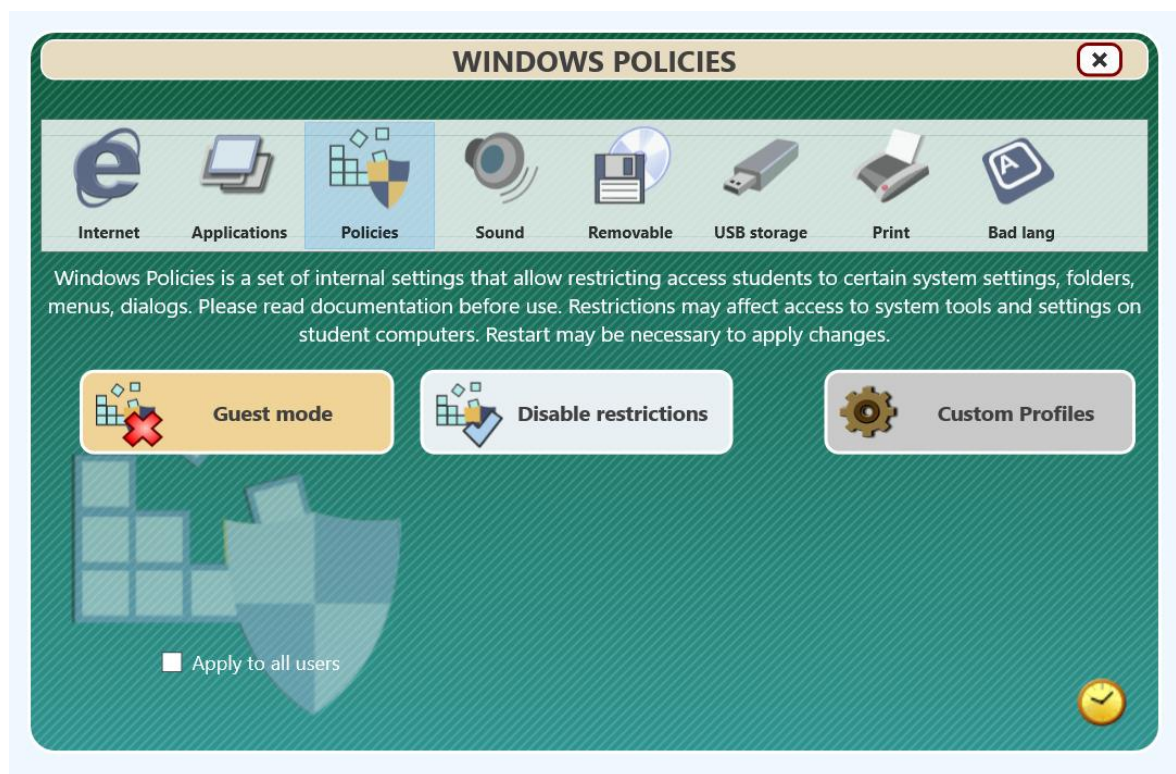 WINDOWS POLICIES
Internet Applications Policies Sound Removable USB storage Print Bad lang
Windows Policies is a set of internal settings that allow restricting access students to certain system settings, folders,
menus, dialogs. Please read documentation before use. Restrictions may affect access to system tools and settings on
student computers. Restart may be necessary to apply changes.
Guest mode Disable restrictions Custom Profiles
Apply to all users